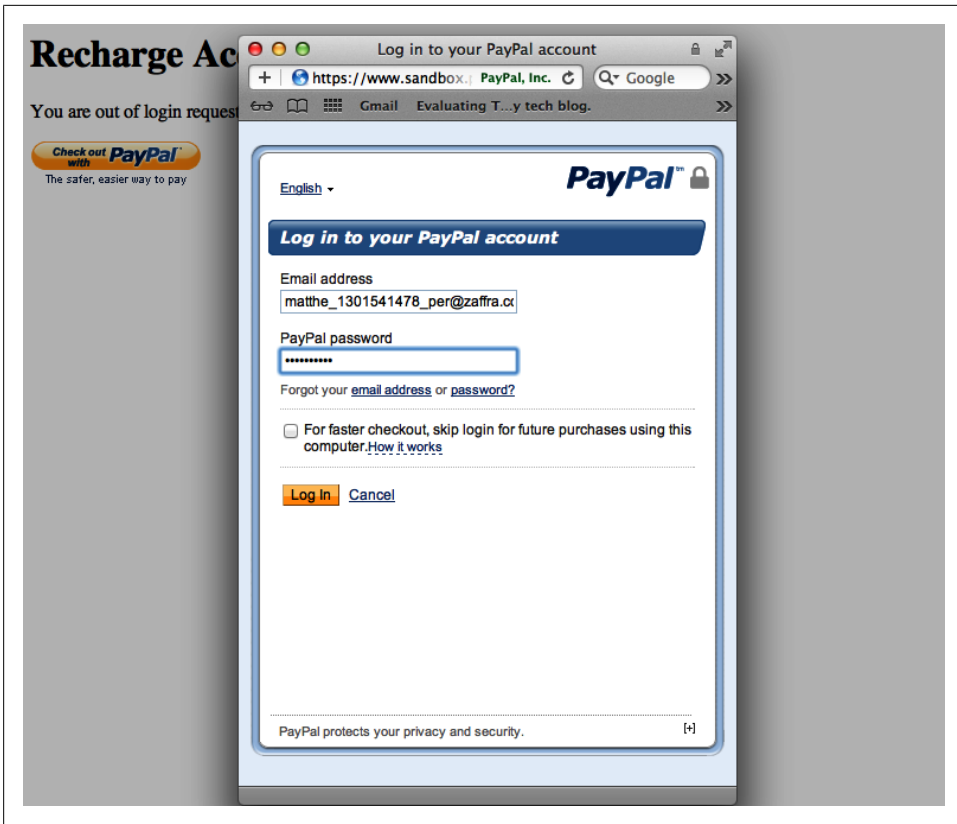 Recharge Ac
You are out of login request
Check out with PayPal
The safer, easier way to pay
Log in to your PayPal account
https://www.sandbox. PayPal, Inc. Google
Gmail Evaluating T...y tech blog.
English
PayPal™
Log in to your PayPal account
Email address
matthe_1301541478_per@zaffra.co
PayPal password
••••••••••
Forgot your email address or password?
For faster checkout, skip login for future purchases using this
computer.How it works
Log In Cancel
PayPal protects your privacy and security. [+]